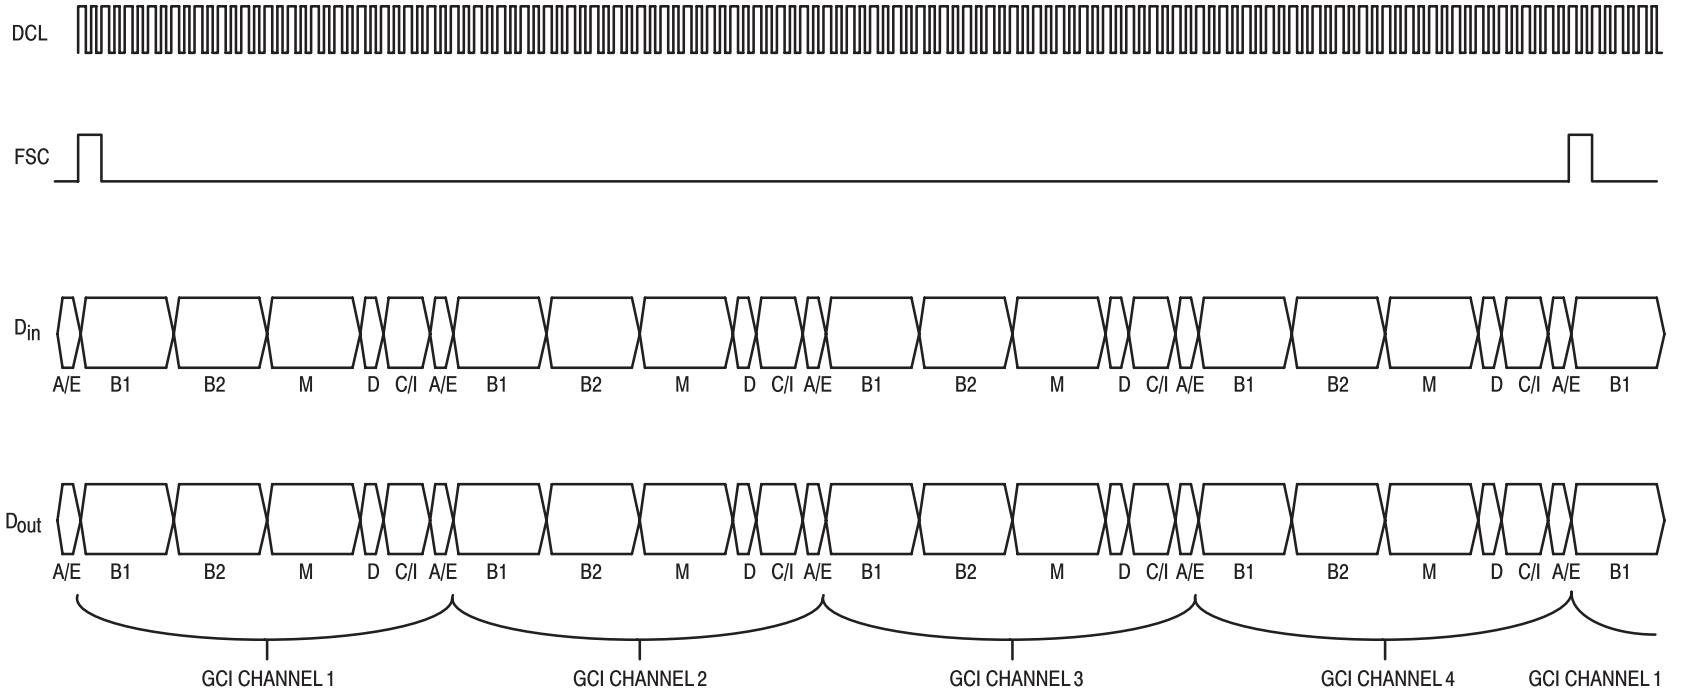 DCL
FSC
Din
A/E B1 B2 M D C/I A/E B1 B2 M D C/I A/E B1 B2 M D C/I A/E B1 B2 M D C/I A/E B1
Dout
A/E B1 B2 M D C/I A/E B1 B2 M D C/I A/E B1 B2 M D C/I A/E B1 B2 M D C/I A/E B1
GCI CHANNEL 1 GCI CHANNEL 2 GCI CHANNEL 3 GCI CHANNEL 4 GCI CHANNEL 1